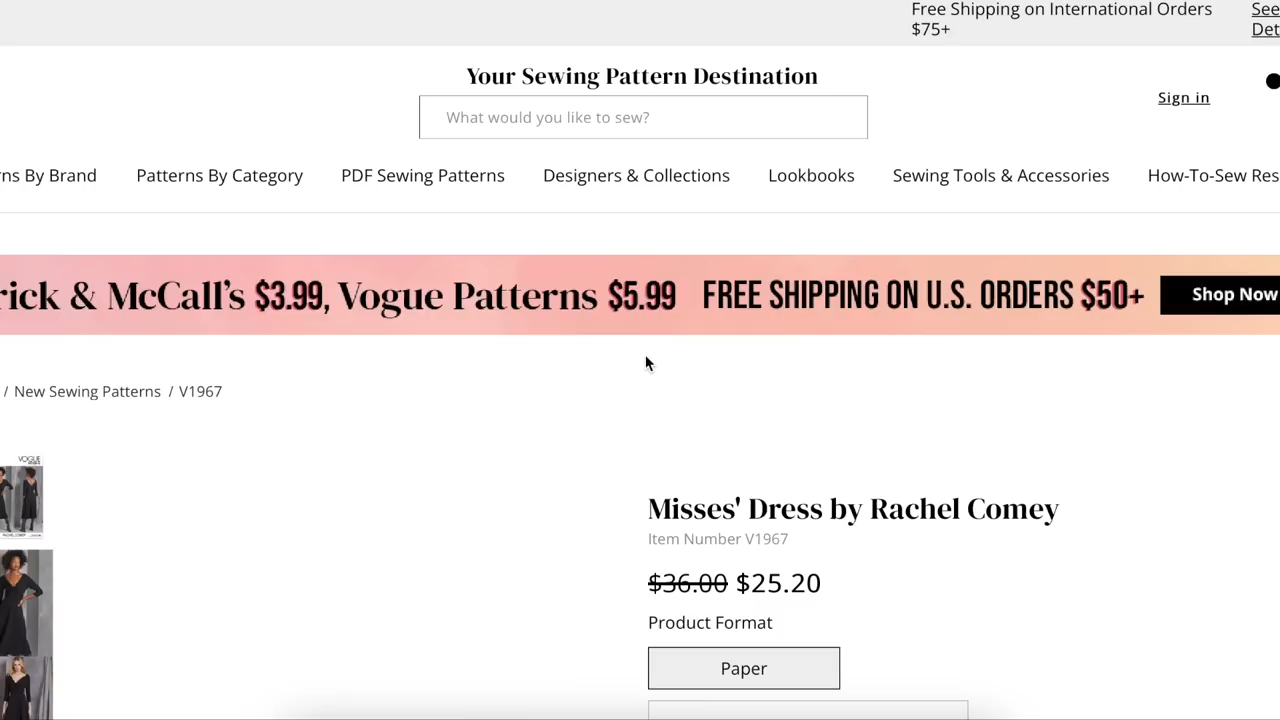 Free Shipping on International Orders
$75+
See
Det
Your Sewing Pattern Destination
What would you like to sew?
Sign in
rns By Brand
Patterns By Category
PDF Sewing Patterns
Designers & Collections
Lookbooks
Sewing Tools & Accessories
How-To-Sew Res
rick & McCall's $3.99, Vogue Patterns $5.99 FREE SHIPPING ON U.S. ORDERS $50+ Shop Now
/ New Sewing Patterns / V1967
VOGUE
Misses' Dress by Rachel Comey
Item Number V1967
$36.00 $25.20
Product Format
Paper